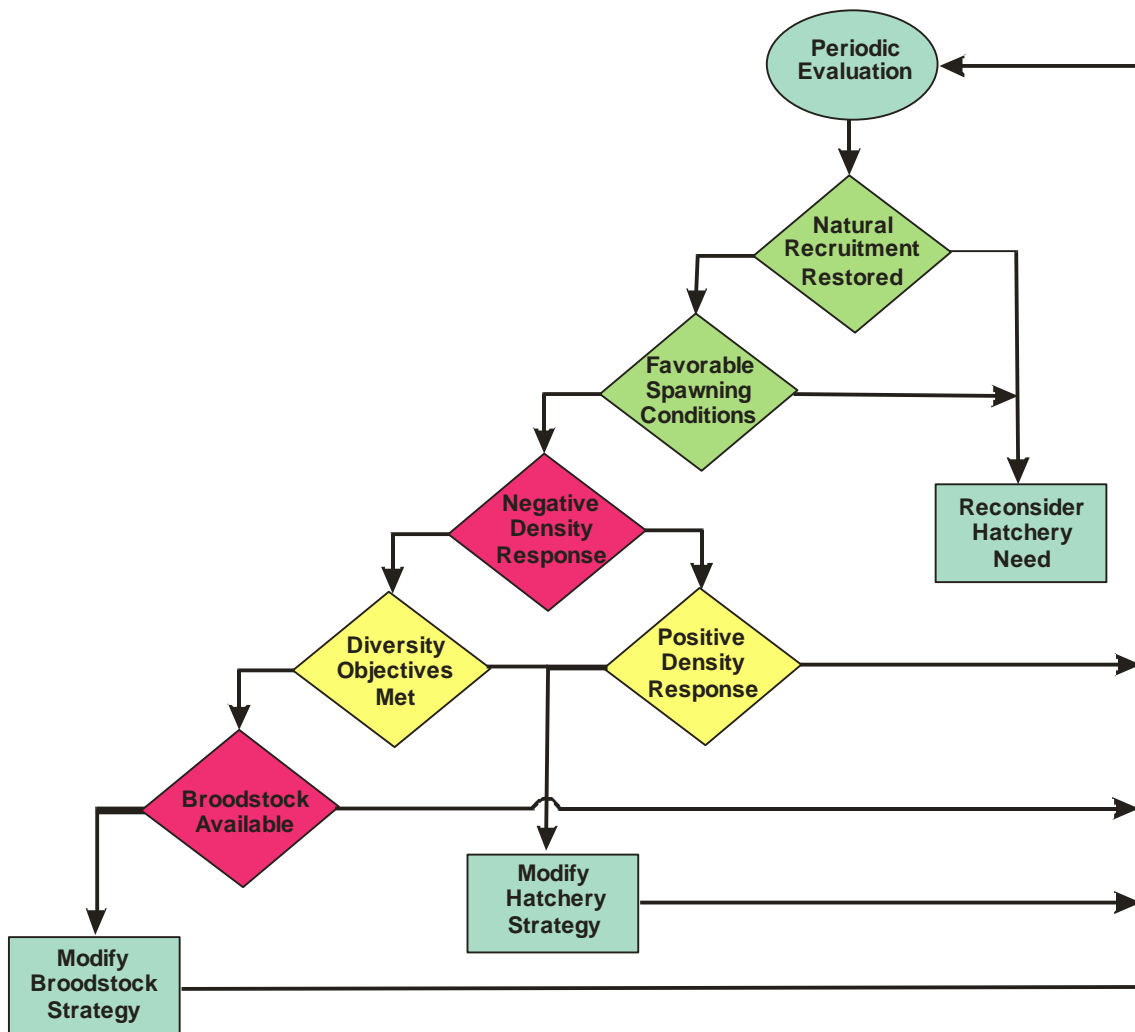 Periodic
Evaluation
Natural
Recruitment
Restored
Favorable
Spawning
Conditions
Negative
Density
Response
Reconsider
Hatchery
Need
Diversity
Objectives
Met
Positive
Density
Response
Broodstock
Available
Modify
Hatchery
Strategy
Modify
Broodstock
Strategy